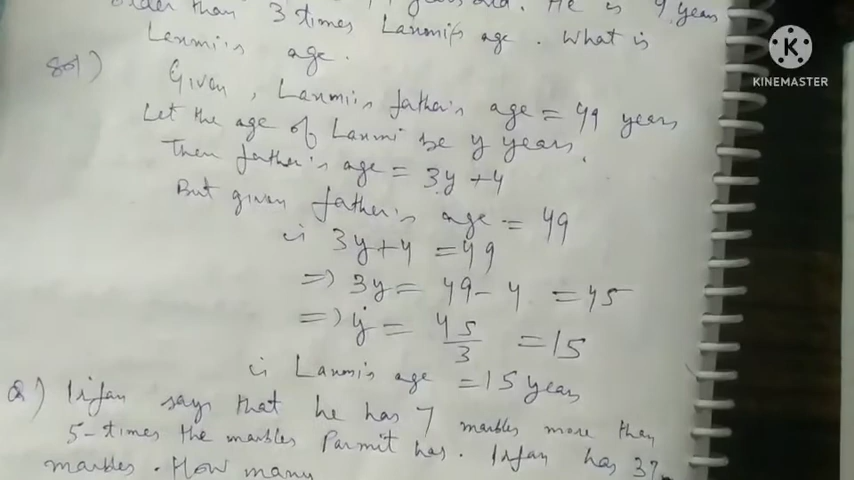 older than 3 times Laxmi's age. What is
Laxmi's age.
Sol)
Given, Laxmi's father's age = 49 years
Let the age of Laxmi be y years.
Then father's age = 3y + 4
But given father's age = 49
∴ 3y + 4 = 49
=) 3y = 49 - 4 = 45
=) y = 45/3 = 15
∴ Laxmi's age = 15 years
Q) Irfan says that he has 7 marbles more than
5-times the marbles Parmit has. Irfan has 37
marbles. How many
KINEMASTER